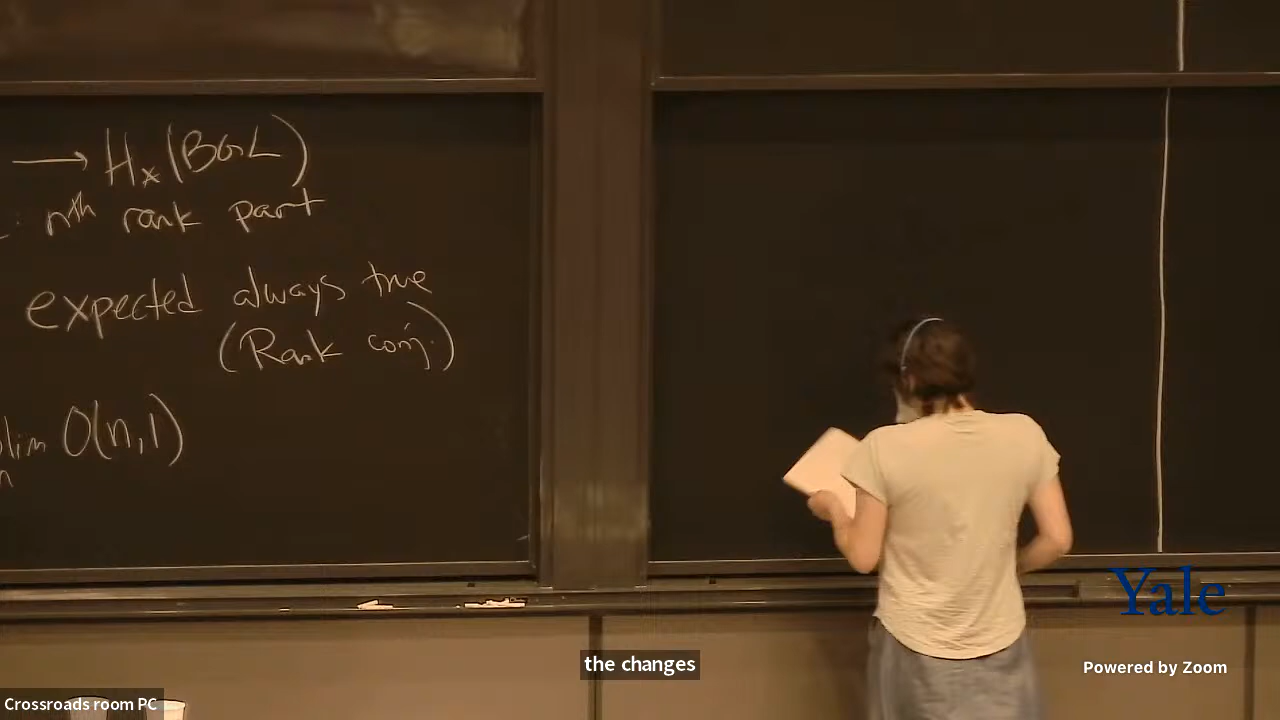 → H_*(BGL)
nth rank part
expected always true
(Rank conj.)
lim O(n,1)
n
the changes
Yale
Powered by Zoom
Crossroads room PC